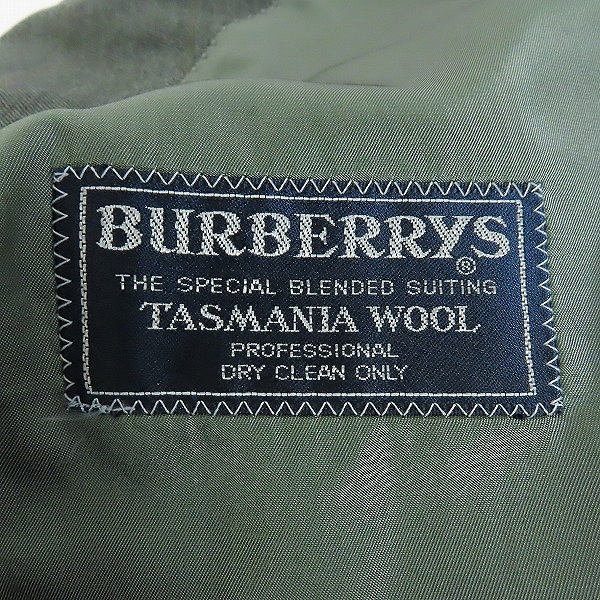 BURBERRYS®
THE SPECIAL BLENDED SUITING
TASMANIA WOOL
PROFESSIONAL
DRY CLEAN ONLY